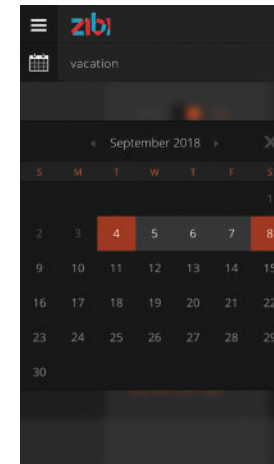 zibi
vacation
September 2018
S M T W T F S
1
2 3 4 5 6 7 8
9 10 11 12 13 14 15
16 17 18 19 20 21 22
23 24 25 26 27 28 29
30